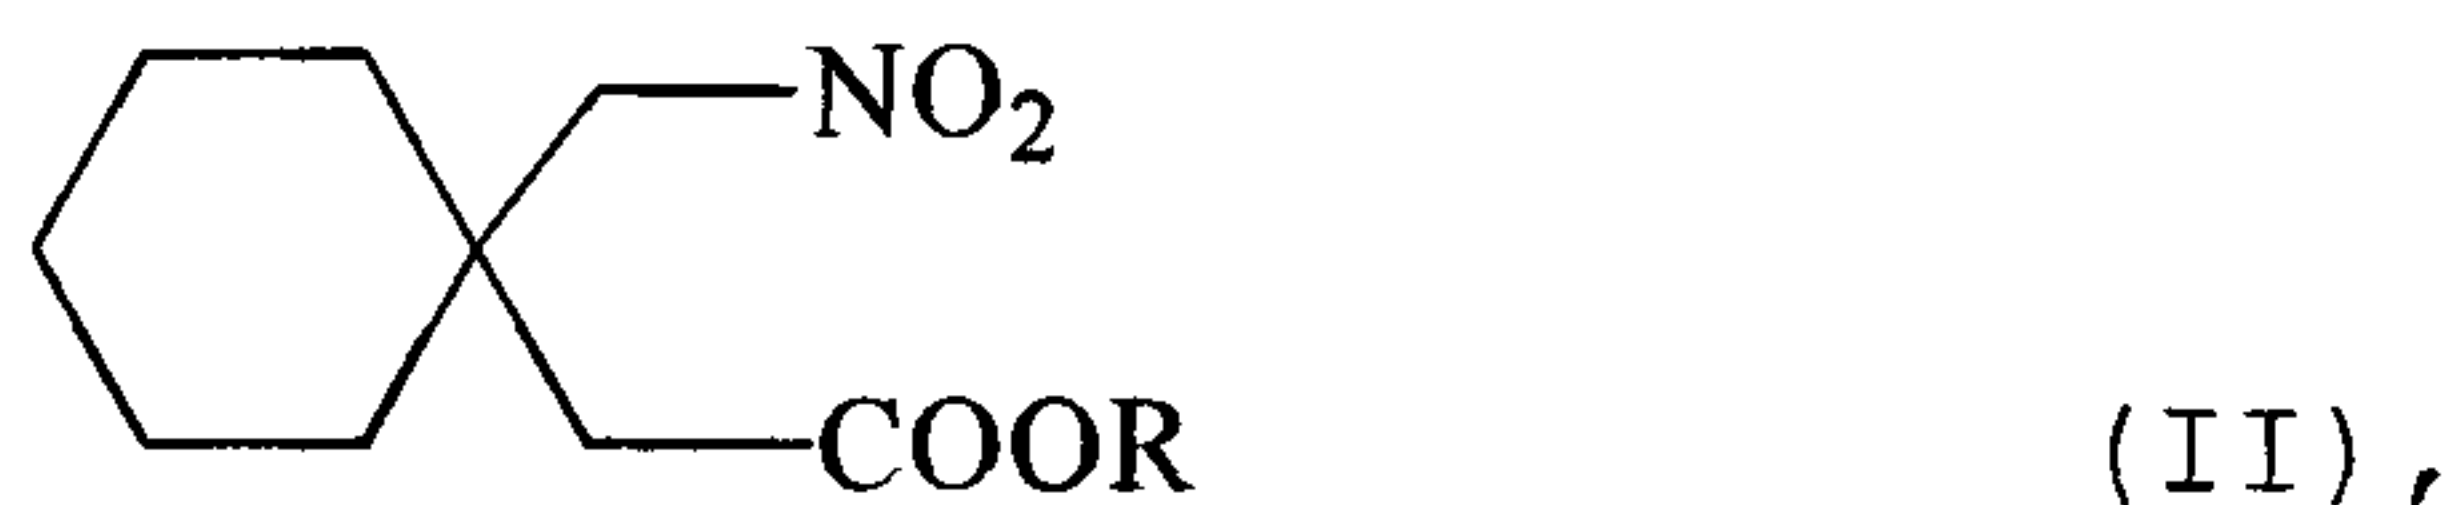 NO₂
COOR
(II),